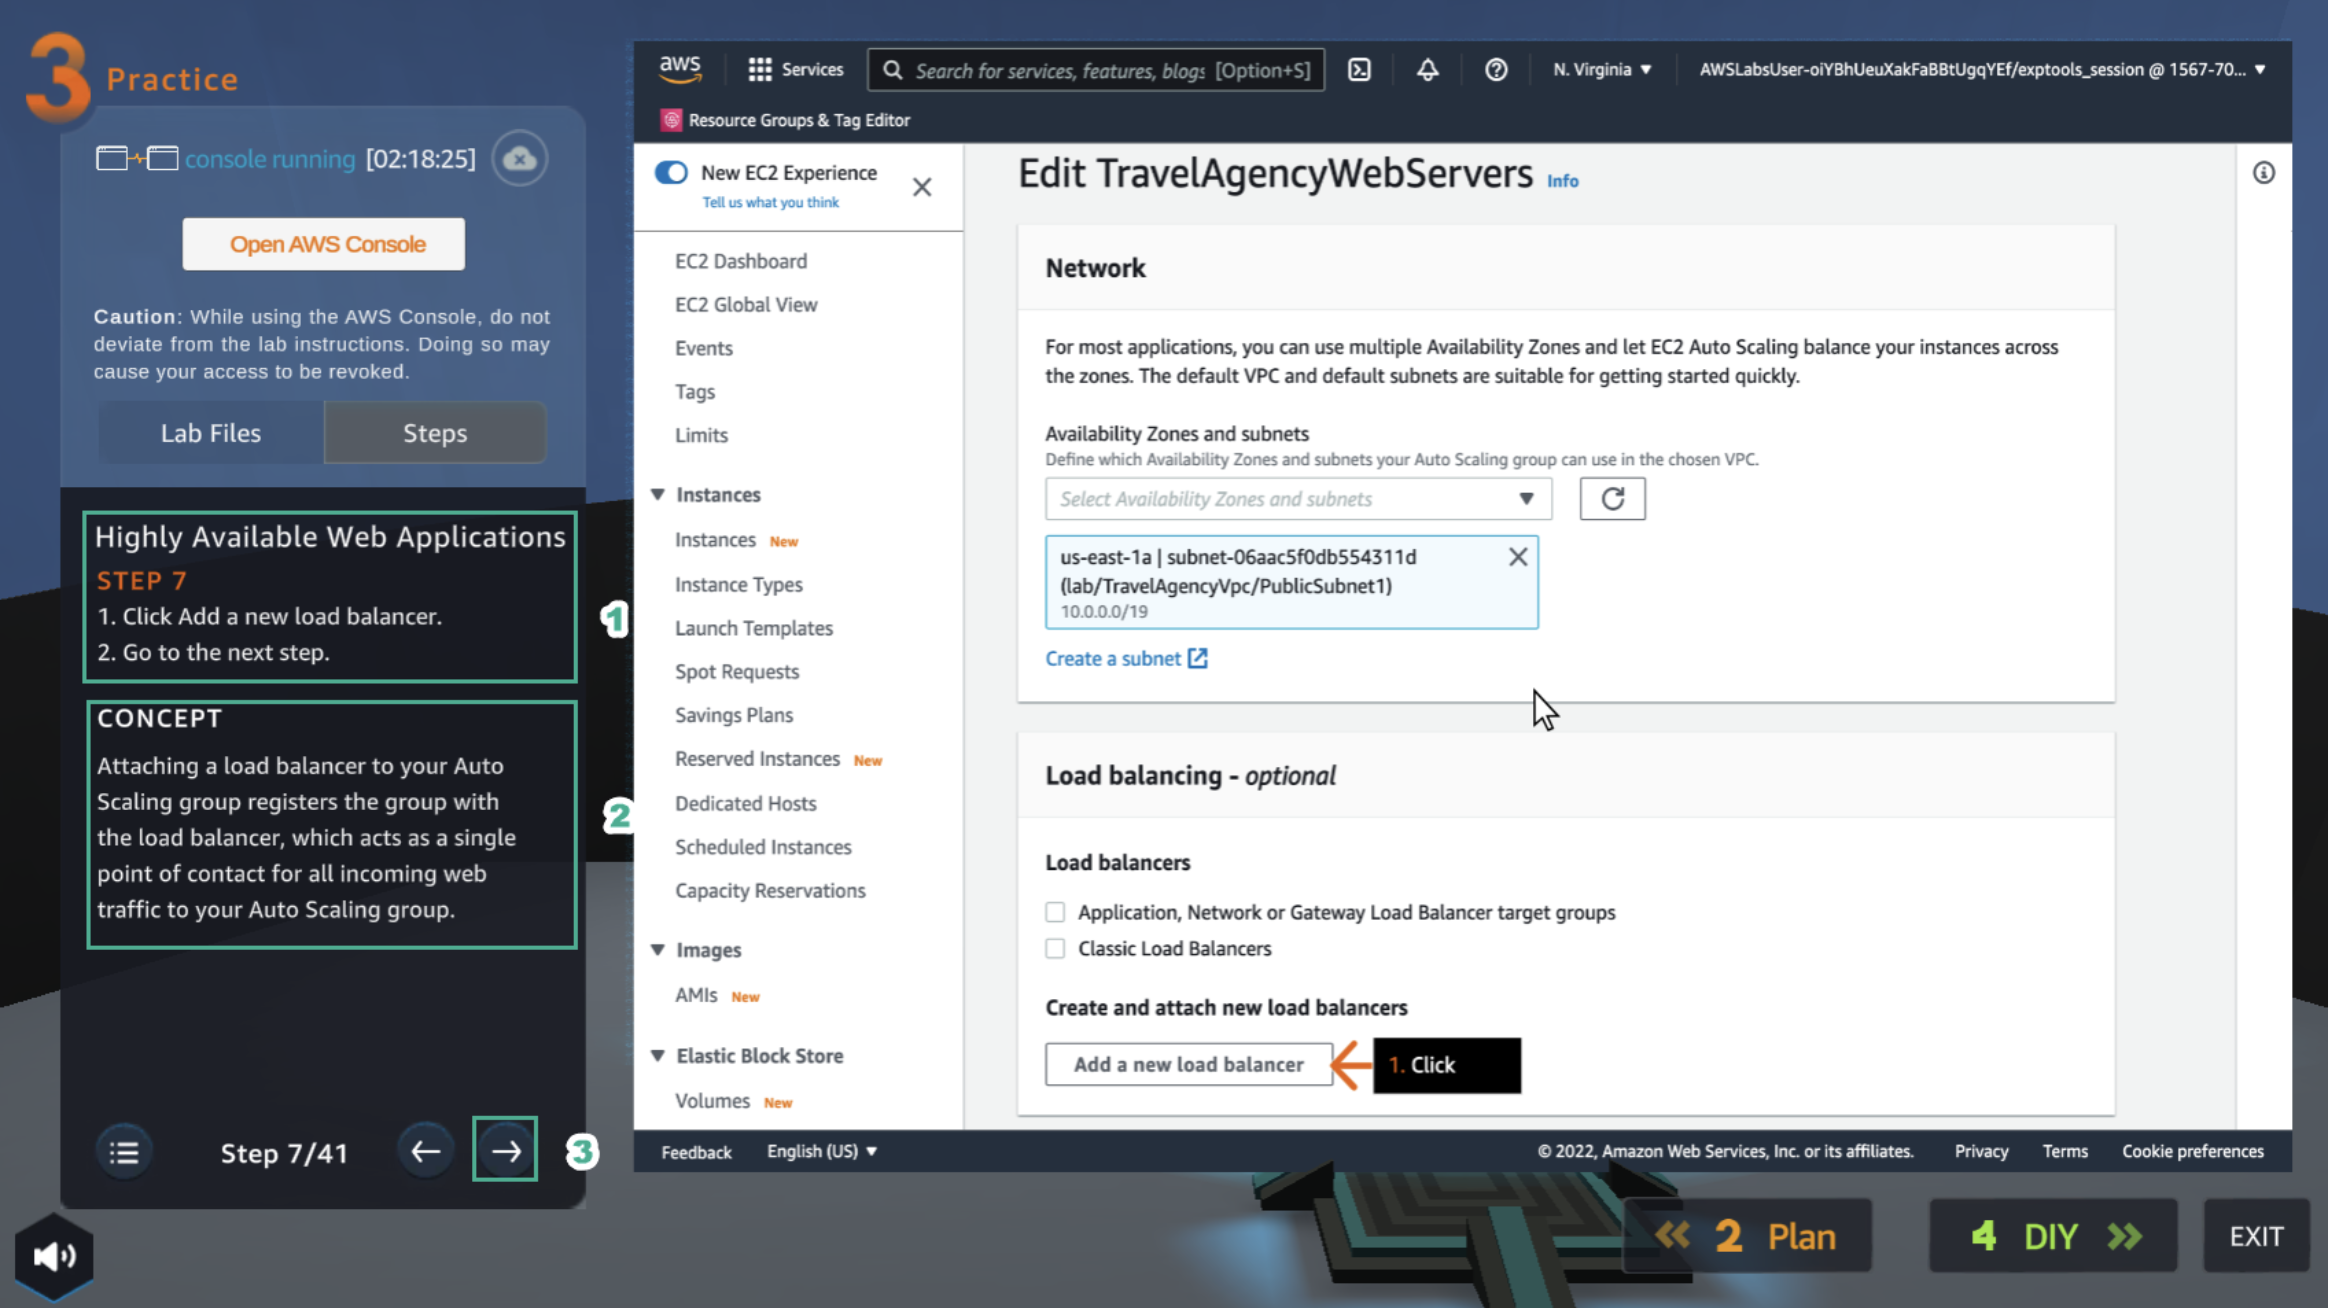 3 Practice
console running [02:18:25]
Open AWS Console
Caution: While using the AWS Console, do not
deviate from the lab instructions. Doing so may
cause your access to be revoked.
Lab Files
Steps
Highly Available Web Applications
STEP 7
1. Click Add a new load balancer.
2. Go to the next step.
1
CONCEPT
Attaching a load balancer to your Auto
Scaling group registers the group with
the load balancer, which acts as a single
point of contact for all incoming web
traffic to your Auto Scaling group.
2
Step 7/41
3
aws
Services
Search for services, features, blogs [Option+S]
N. Virginia
AWSLabsUser-oiYBhUeuXakFaBBtUgqYEf/exptools_session @ 1567-70...
Resource Groups & Tag Editor
New EC2 Experience
Tell us what you think
EC2 Dashboard
EC2 Global View
Events
Tags
Limits
Instances
Instances New
Instance Types
Launch Templates
Spot Requests
Savings Plans
Reserved Instances New
Dedicated Hosts
Scheduled Instances
Capacity Reservations
Images
AMIs New
Elastic Block Store
Volumes New
Edit TravelAgencyWebServers Info
Network
For most applications, you can use multiple Availability Zones and let EC2 Auto Scaling balance your instances across
the zones. The default VPC and default subnets are suitable for getting started quickly.
Availability Zones and subnets
Define which Availability Zones and subnets your Auto Scaling group can use in the chosen VPC.
Select Availability Zones and subnets
us-east-1a | subnet-06aac5f0db554311d
(lab/TravelAgencyVpc/PublicSubnet1)
10.0.0.0/19
Create a subnet
Load balancing - optional
Load balancers
Application, Network or Gateway Load Balancer target groups
Classic Load Balancers
Create and attach new load balancers
Add a new load balancer
1. Click
Feedback
English (US)
© 2022, Amazon Web Services, Inc. or its affiliates.
Privacy
Terms
Cookie preferences
2 Plan
4 DIY
EXIT